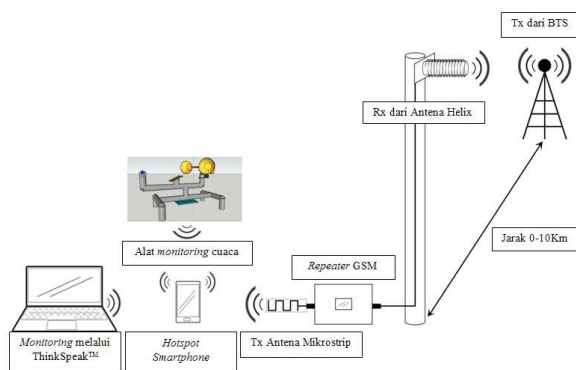 Tx dari BTS
Rx dari Antena Helix
Jarak 0-10Km
Alat monitoring cuaca
Repeater GSM
Monitoring melalui
ThinkSpeak™
Hotspot
Smartphone
Tx Antena Mikrostrip